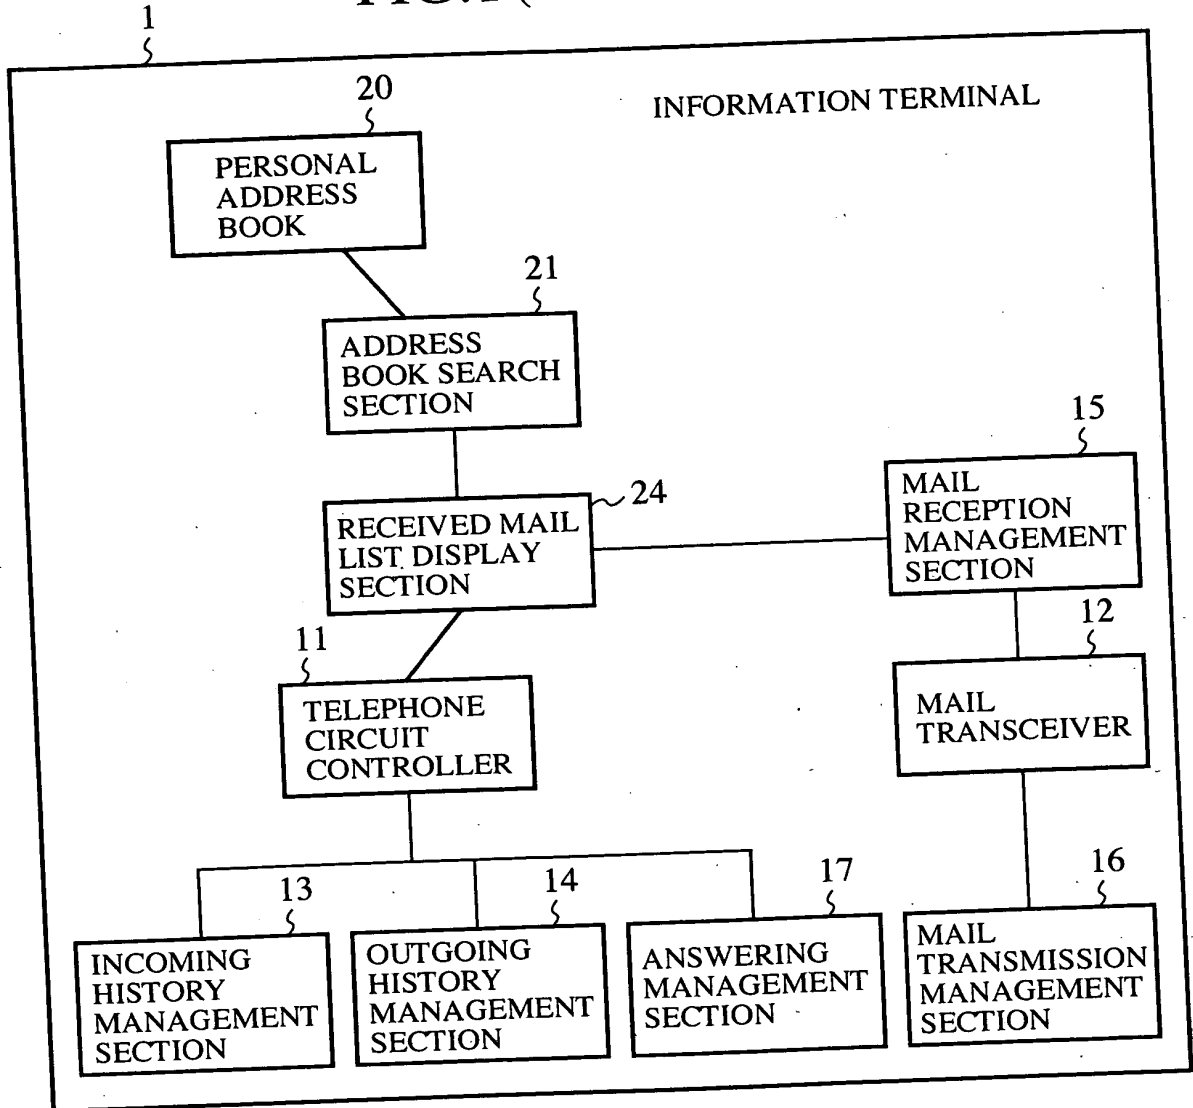 1
20
INFORMATION TERMINAL
PERSONAL
ADDRESS
BOOK
21
ADDRESS
BOOK SEARCH
SECTION
15
MAIL
RECEPTION
MANAGEMENT
SECTION
24
RECEIVED MAIL
LIST DISPLAY
SECTION
11
TELEPHONE
CIRCUIT
CONTROLLER
12
MAIL
TRANSCEIVER
13
INCOMING
HISTORY
MANAGEMENT
SECTION
14
OUTGOING
HISTORY
MANAGEMENT
SECTION
17
ANSWERING
MANAGEMENT
SECTION
16
MAIL
TRANSMISSION
MANAGEMENT
SECTION